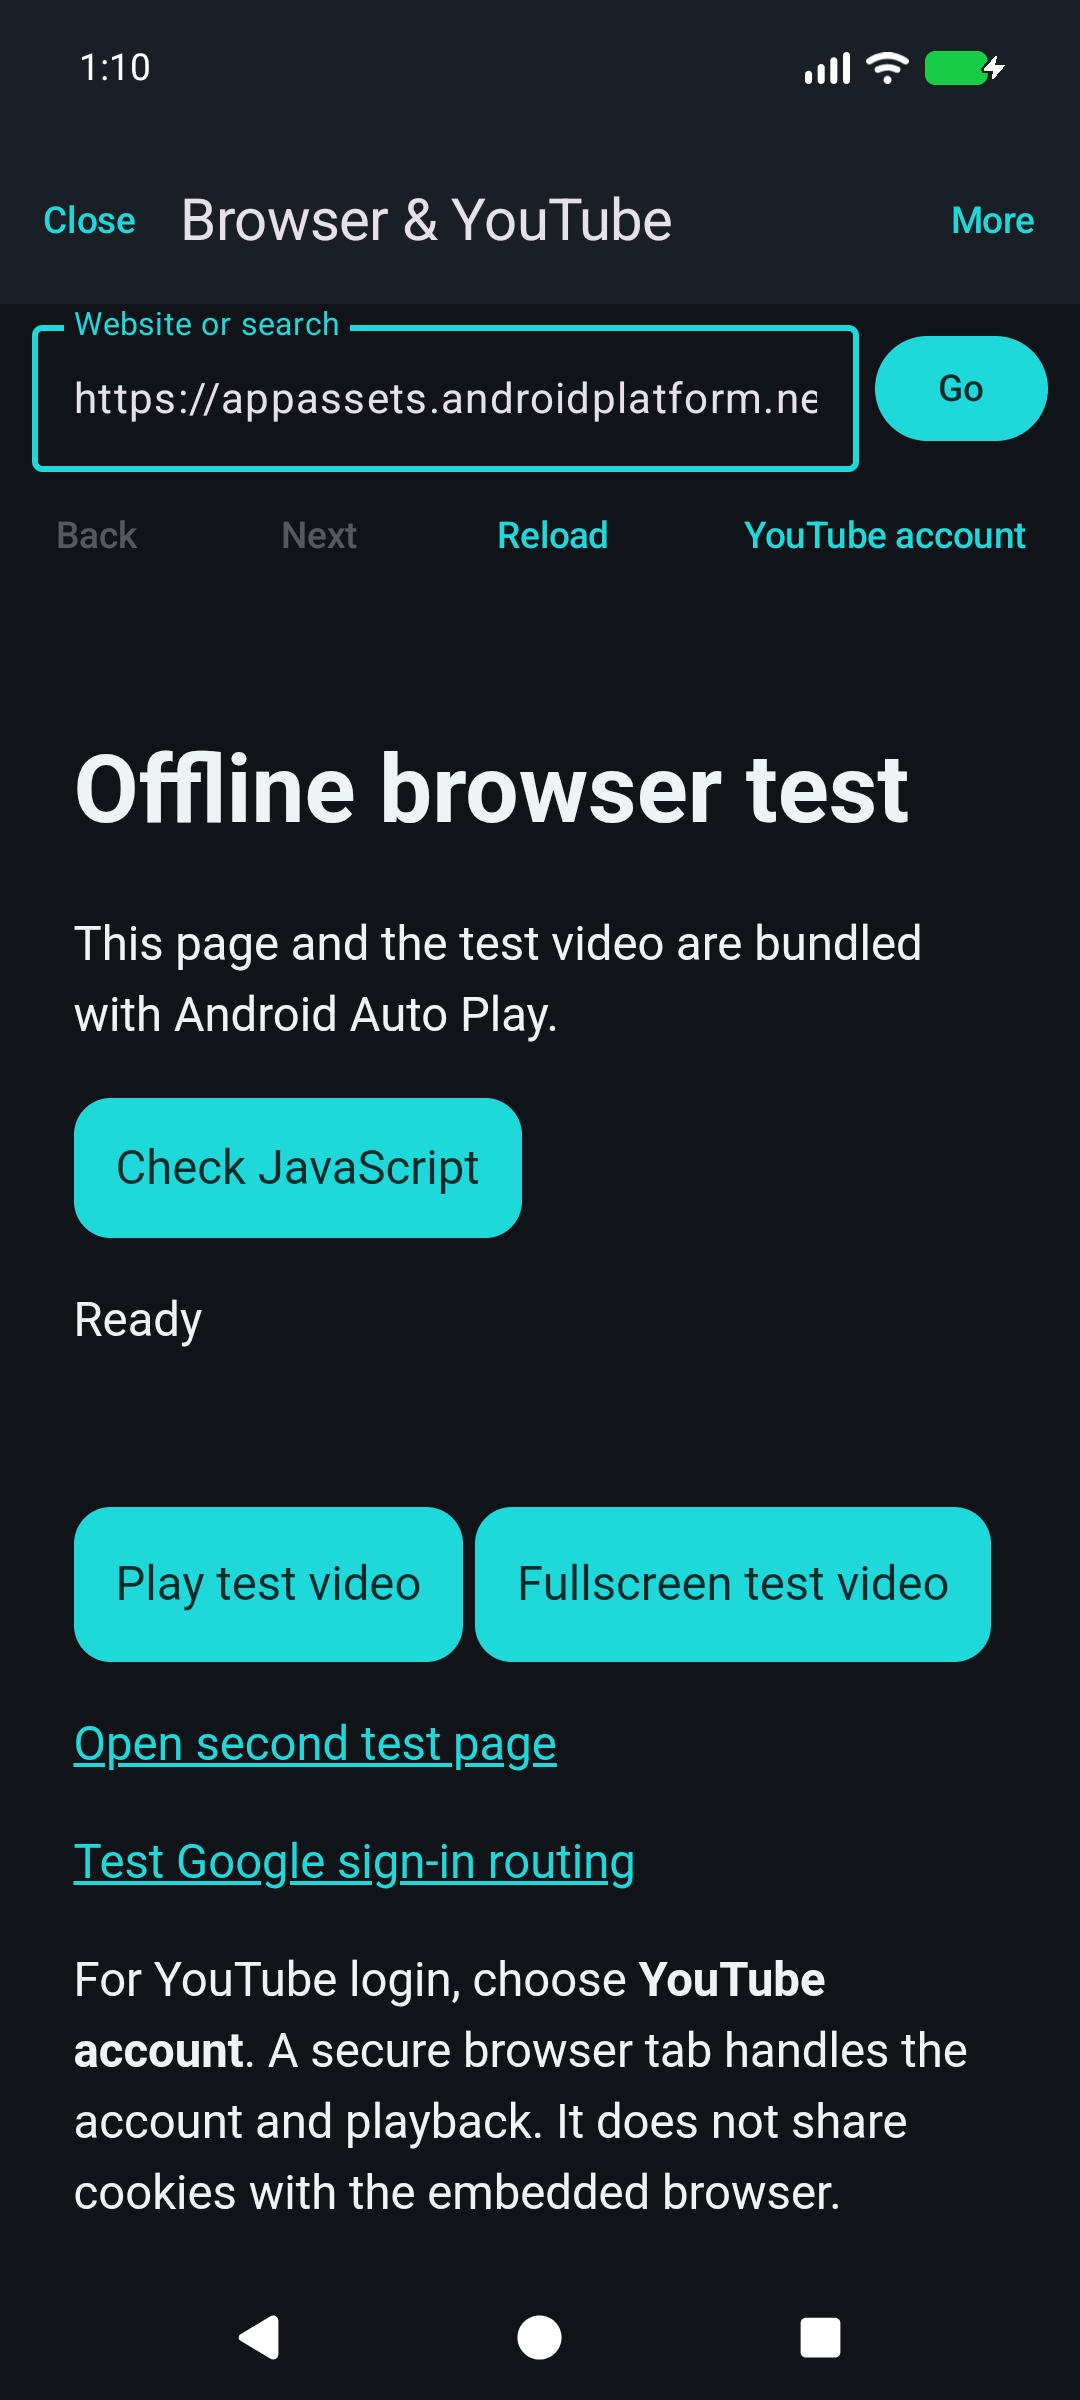 1:10
Close Browser & YouTube More
Website or search
https://appassets.androidplatform.ne
Go
Back Next Reload YouTube account
Offline browser test
This page and the test video are bundled
with Android Auto Play.
Check JavaScript
Ready
Play test video Fullscreen test video
Open second test page
Test Google sign-in routing
For YouTube login, choose YouTube
account. A secure browser tab handles the
account and playback. It does not share
cookies with the embedded browser.